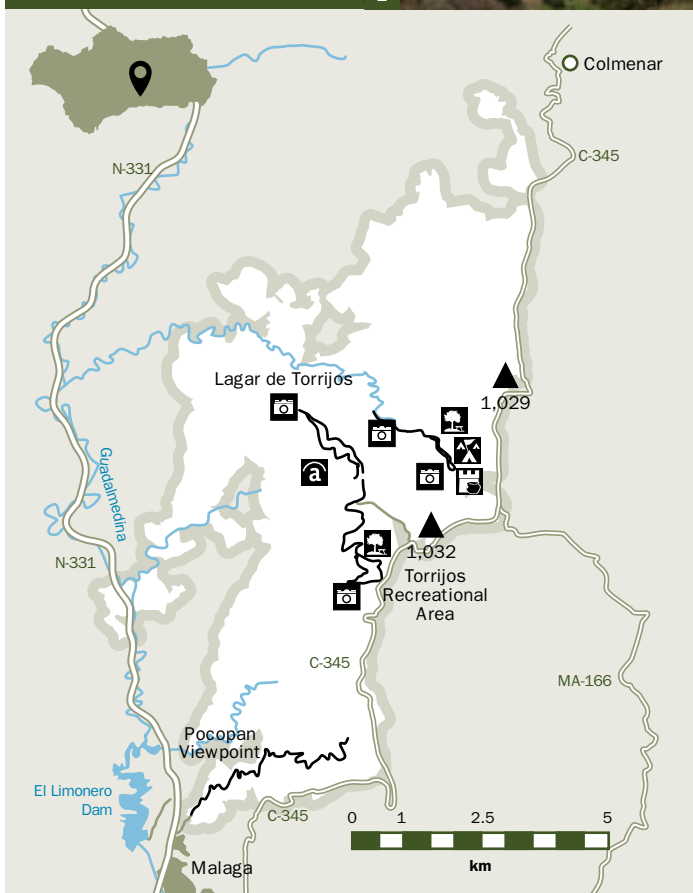 Colmenar
C-345
N-331
Lagar de Torrijos
1,029
a
Guadalmedina
1,032
N-331
Torrijos
Recreational
Area
C-345
MA-166
Pocopan
Viewpoint
El Limonero
Dam
C-345
0 1 2.5 5
km
Malaga